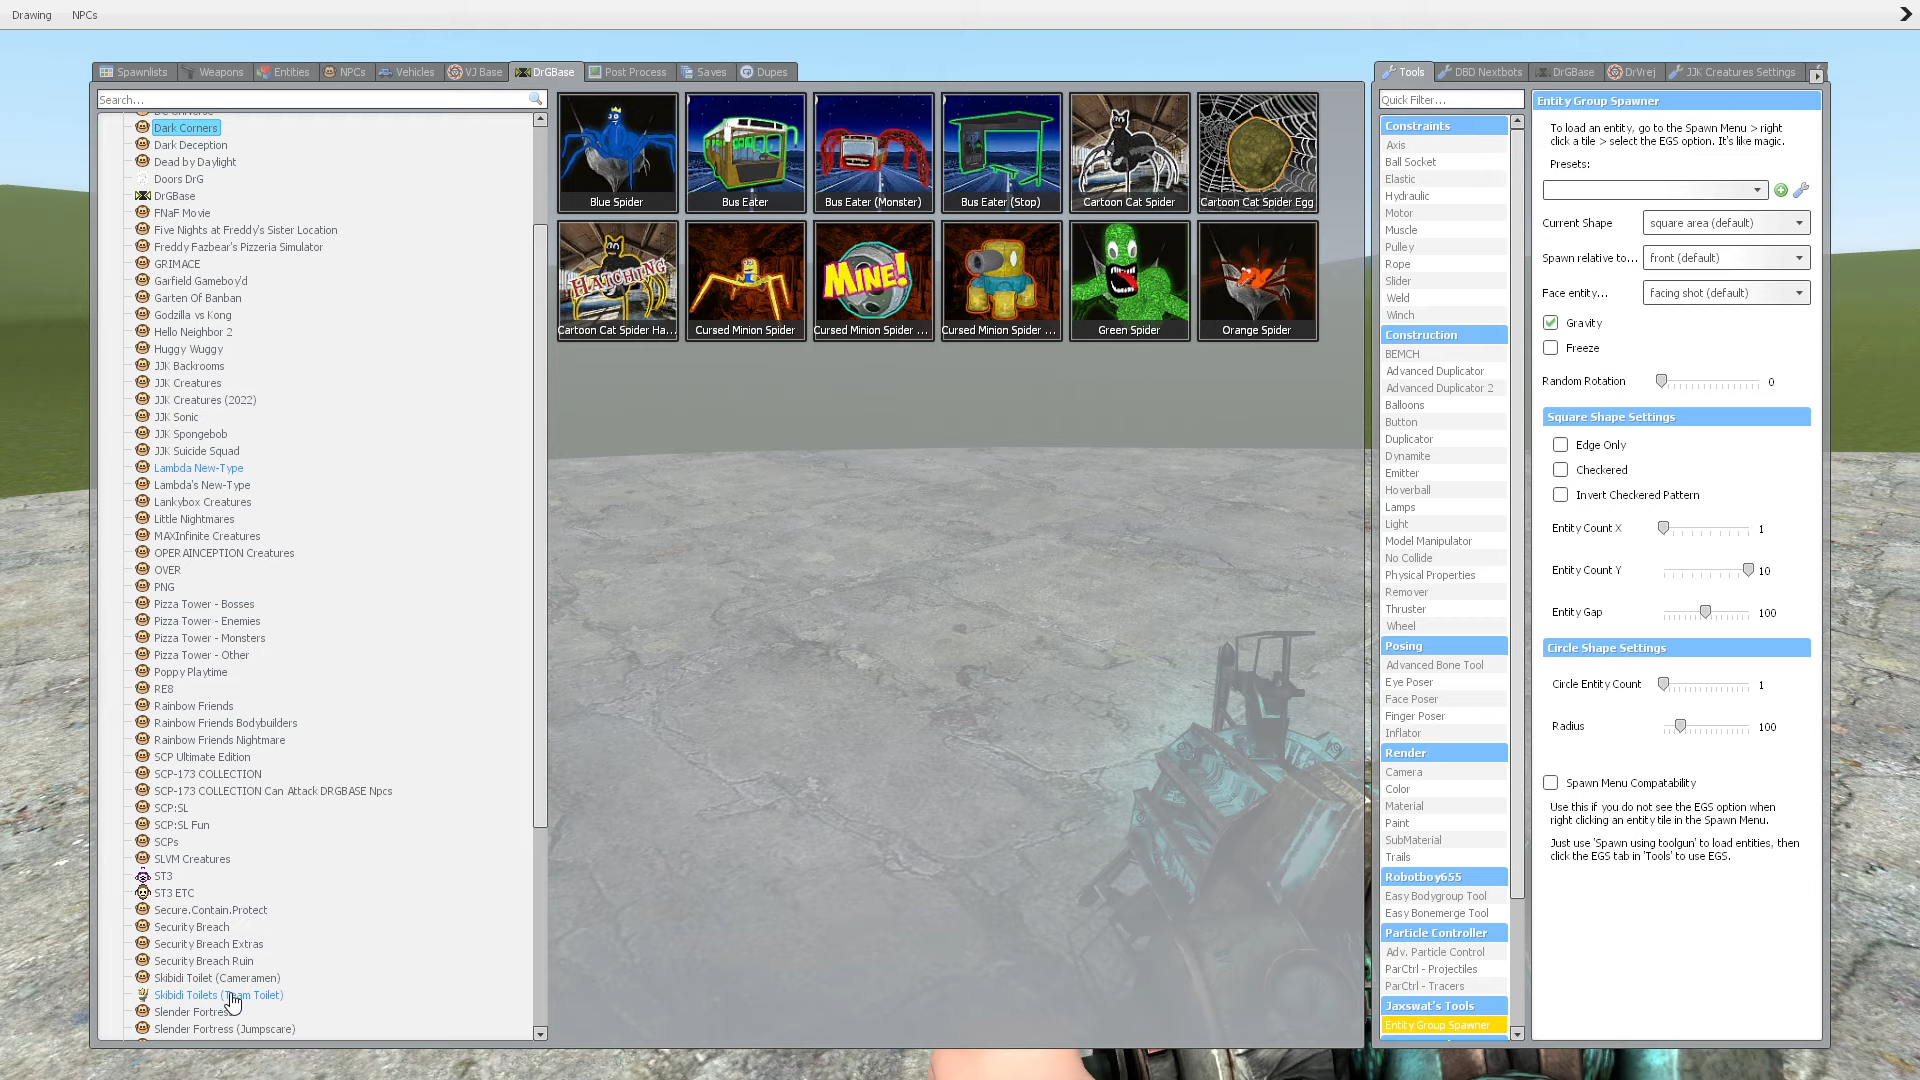 Drawing NPCs
Spawnlists Weapons Entities NPCs Vehicles VJ Base DrGBase Post Process Saves Dupes
Search...
Dark Corners
Dark Deception
Dead by Daylight
Doors DrG
DrGBase
FNaF Movie
Five Nights at Freddy's Sister Location
Freddy Fazbear's Pizzeria Simulator
GRIMACE
Garfield Gameboy'd
Garten Of Banban
Godzilla vs Kong
Hello Neighbor 2
Huggy Wuggy
JJK Backrooms
JJK Creatures
JJK Creatures (2022)
JJK Sonic
JJK Spongebob
JJK Suicide Squad
Lambda New-Type
Lambda's New-Type
Lankybox Creatures
Little Nightmares
MAXInfinite Creatures
OPERAINCEPTION Creatures
OVER
PNG
Pizza Tower - Bosses
Pizza Tower - Enemies
Pizza Tower - Monsters
Pizza Tower - Other
Poppy Playtime
RE8
Rainbow Friends
Rainbow Friends Bodybuilders
Rainbow Friends Nightmare
SCP Ultimate Edition
SCP-173 COLLECTION
SCP-173 COLLECTION Can Attack DRGBASE Npcs
SCP:SL
SCP:SL Fun
SCPs
SLVM Creatures
ST3
ST3 ETC
Secure.Contain.Protect
Security Breach
Security Breach Extras
Security Breach Ruin
Skibidi Toilet (Cameramen)
Skibidi Toilets (Team Toilet)
Slender Fortress
Slender Fortress (Jumpscare)
Blue Spider
Bus Eater
Bus Eater (Monster)
Bus Eater (Stop)
Cartoon Cat Spider
Cartoon Cat Spider Egg
HATCHING
Cartoon Cat Spider Ha...
Cursed Minion Spider
MINE!
Cursed Minion Spider ...
Cursed Minion Spider ...
Green Spider
Orange Spider
Tools DBD Nextbots DrGBase DrVrej JJK Creatures Settings
Quick Filter...
Constraints
Axis
Ball Socket
Elastic
Hydraulic
Motor
Muscle
Pulley
Rope
Slider
Weld
Winch
Construction
BEMCH
Advanced Duplicator
Advanced Duplicator 2
Balloons
Button
Duplicator
Dynamite
Emitter
Hoverball
Lamps
Light
Model Manipulator
No Collide
Physical Properties
Remover
Thruster
Wheel
Posing
Advanced Bone Tool
Eye Poser
Face Poser
Finger Poser
Inflator
Render
Camera
Color
Material
Paint
SubMaterial
Trails
Robotboy655
Easy Bodygroup Tool
Easy Bonemerge Tool
Particle Controller
Adv. Particle Control
ParCtrl - Projectiles
ParCtrl - Tracers
Jaxswat's Tools
Entity Group Spawner
Entity Group Spawner
To load an entity, go to the Spawn Menu > right
click a tile > select the EGS option. It's like magic.
Presets:
Current Shape square area (default)
Spawn relative to... front (default)
Face entity... facing shot (default)
Gravity
Freeze
Random Rotation 0
Square Shape Settings
Edge Only
Checkered
Invert Checkered Pattern
Entity Count X 1
Entity Count Y 10
Entity Gap 100
Circle Shape Settings
Circle Entity Count 1
Radius 100
Spawn Menu Compatability
Use this if you do not see the EGS option when
right clicking an entity tile in the Spawn Menu.
Just use 'Spawn using toolgun' to load entities, then
click the EGS tab in 'Tools' to use EGS.